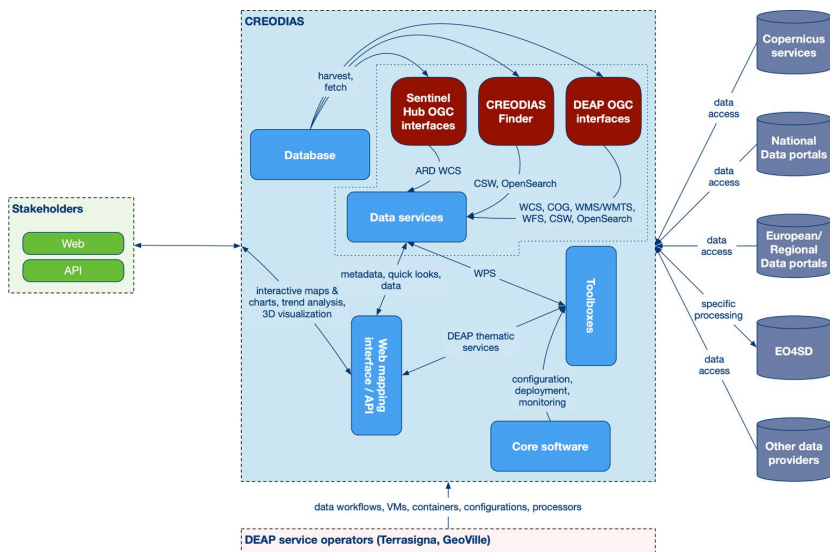 CREODIAS
harvest,
fetch
Sentinel
Hub OGC
interfaces
CREODIAS
Finder
DEAP OGC
interfaces
Database
ARD WCS
CSW, OpenSearch
WCS, COG, WMS/WMTS,
WFS, CSW, OpenSearch
Data services
Stakeholders
Web
API
metadata, quick looks,
data
WPS
interactive maps &
charts, trend analysis,
3D visualization
Toolboxes
DEAP thematic
services
Web mapping
interface / API
configuration,
deployment,
monitoring
Core software
Copernicus
services
data
access
National
Data portals
data
access
European/
Regional
Data portals
data
access
specific
processing
EO4SD
data
access
Other data
providers
data workflows, VMs, containers, configurations, processors
DEAP service operators (Terrasigna, GeoVille)